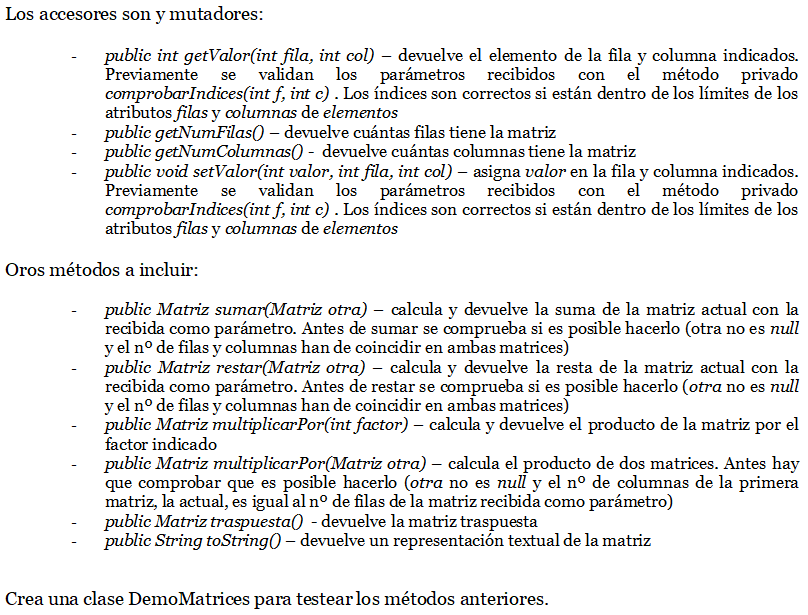 Los accesores son y mutadores:
- public int getValor(int fila, int col) – devuelve el elemento de la fila y columna indicados.
Previamente se validan los parámetros recibidos con el método privado
comprobarIndices(int f, int c) . Los índices son correctos si están dentro de los límites de los
atributos filas y columnas de elementos
- public getNumFilas() – devuelve cuántas filas tiene la matriz
- public getNumColumnas() - devuelve cuántas columnas tiene la matriz
- public void setValor(int valor, int fila, int col) – asigna valor en la fila y columna indicados.
Previamente se validan los parámetros recibidos con el método privado
comprobarIndices(int f, int c) . Los índices son correctos si están dentro de los límites de los
atributos filas y columnas de elementos
Oros métodos a incluir:
- public Matriz sumar(Matriz otra) – calcula y devuelve la suma de la matriz actual con la
recibida como parámetro. Antes de sumar se comprueba si es posible hacerlo (otra no es null
y el nº de filas y columnas han de coincidir en ambas matrices)
- public Matriz restar(Matriz otra) – calcula y devuelve la resta de la matriz actual con la
recibida como parámetro. Antes de restar se comprueba si es posible hacerlo (otra no es null
y el nº de filas y columnas han de coincidir en ambas matrices)
- public Matriz multiplicarPor(int factor) – calcula y devuelve el producto de la matriz por el
factor indicado
- public Matriz multiplicarPor(Matriz otra) – calcula el producto de dos matrices. Antes hay
que comprobar que es posible hacerlo (otra no es null y el nº de columnas de la primera
matriz, la actual, es igual al nº de filas de la matriz recibida como parámetro)
- public Matriz traspuesta() - devuelve la matriz traspuesta
- public String toString() – devuelve un representación textual de la matriz
Crea una clase DemoMatrices para testear los métodos anteriores.